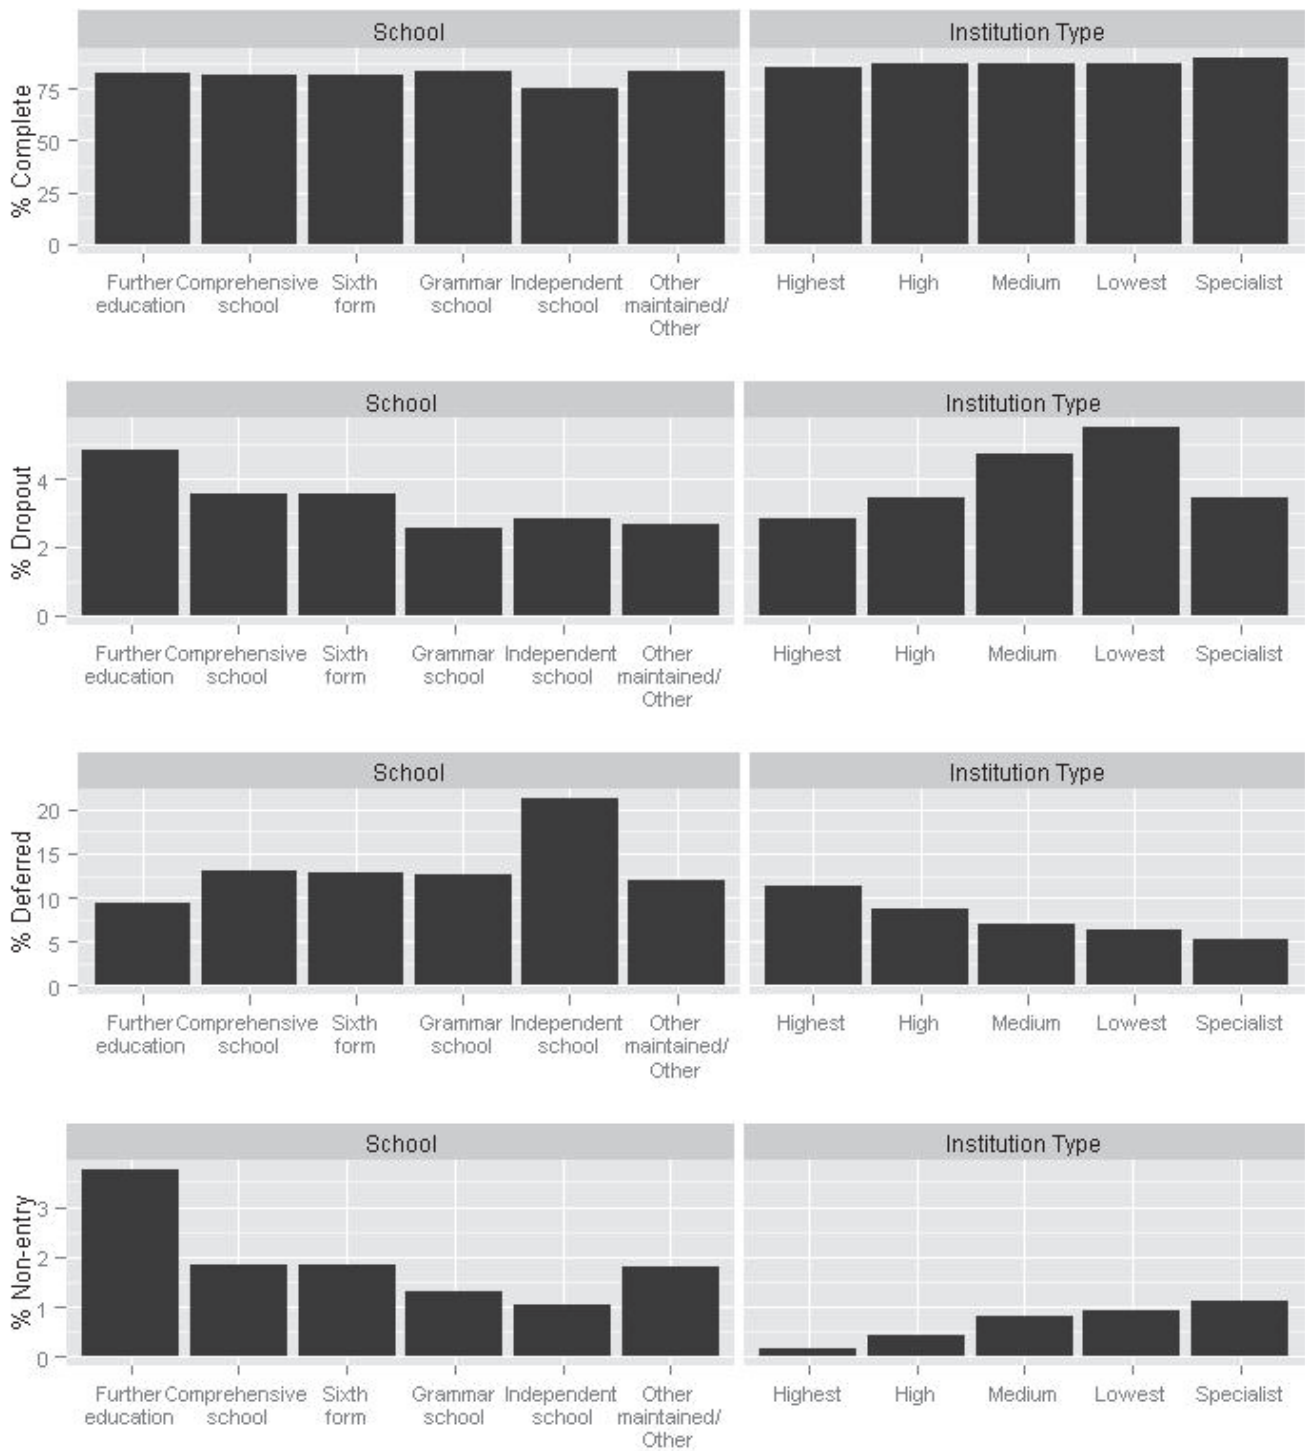 School
Institution Type
% Complete
75
50
25
0
Further education
Comprehensive school
Sixth form
Grammar school
Independent school
Other maintained/ Other
Highest
High
Medium
Lowest
Specialist
School
Institution Type
% Dropout
4
2
0
Further education
Comprehensive school
Sixth form
Grammar school
Independent school
Other maintained/ Other
Highest
High
Medium
Lowest
Specialist
School
Institution Type
% Deferred
20
15
10
5
0
Further education
Comprehensive school
Sixth form
Grammar school
Independent school
Other maintained/ Other
Highest
High
Medium
Lowest
Specialist
School
Institution Type
% Non-entry
3
2
1
0
Further education
Comprehensive school
Sixth form
Grammar school
Independent school
Other maintained/ Other
Highest
High
Medium
Lowest
Specialist